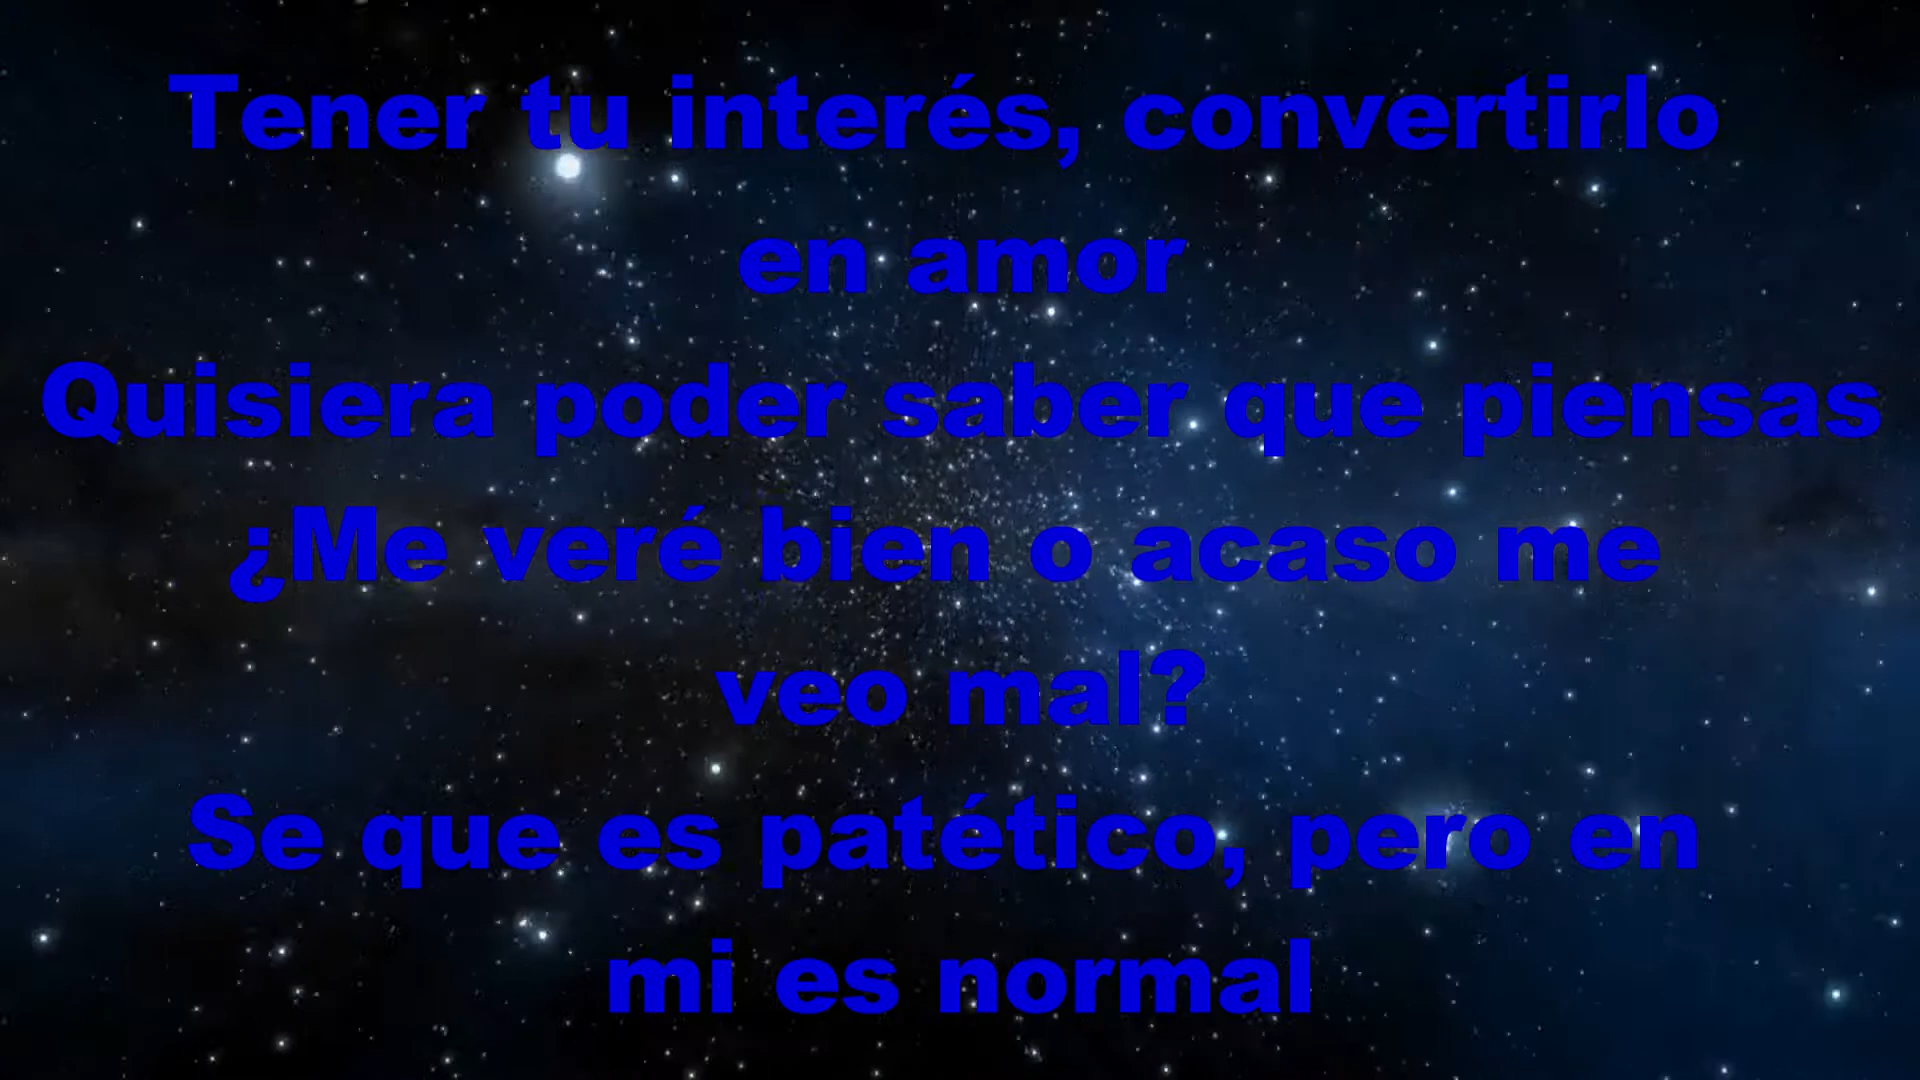 Tener tu interés, convertirlo
en amor
Quisiera poder saber que piensas
¿Me veré bien o acaso me
veo mal?
Se que es patético, pero en
mi es normal